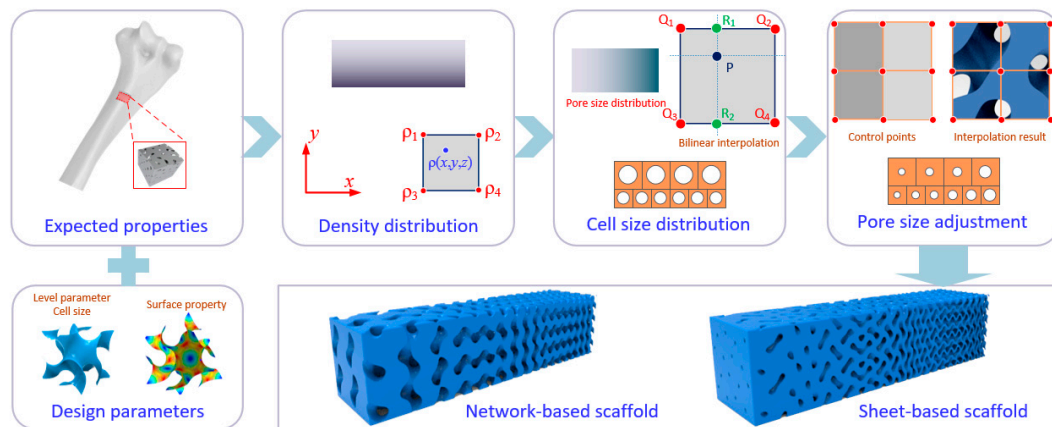 Expected properties
y
x
ρ1
ρ2
ρ(x,y,z)
ρ3
ρ4
Density distribution
Pore size distribution
Q1
R1
Q2
P
Q3
R2
Q4
Bilinear interpolation
Cell size distribution
Control points
Interpolation result
Pore size adjustment
Level parameter
Cell size
Surface property
Design parameters
Network-based scaffold
Sheet-based scaffold